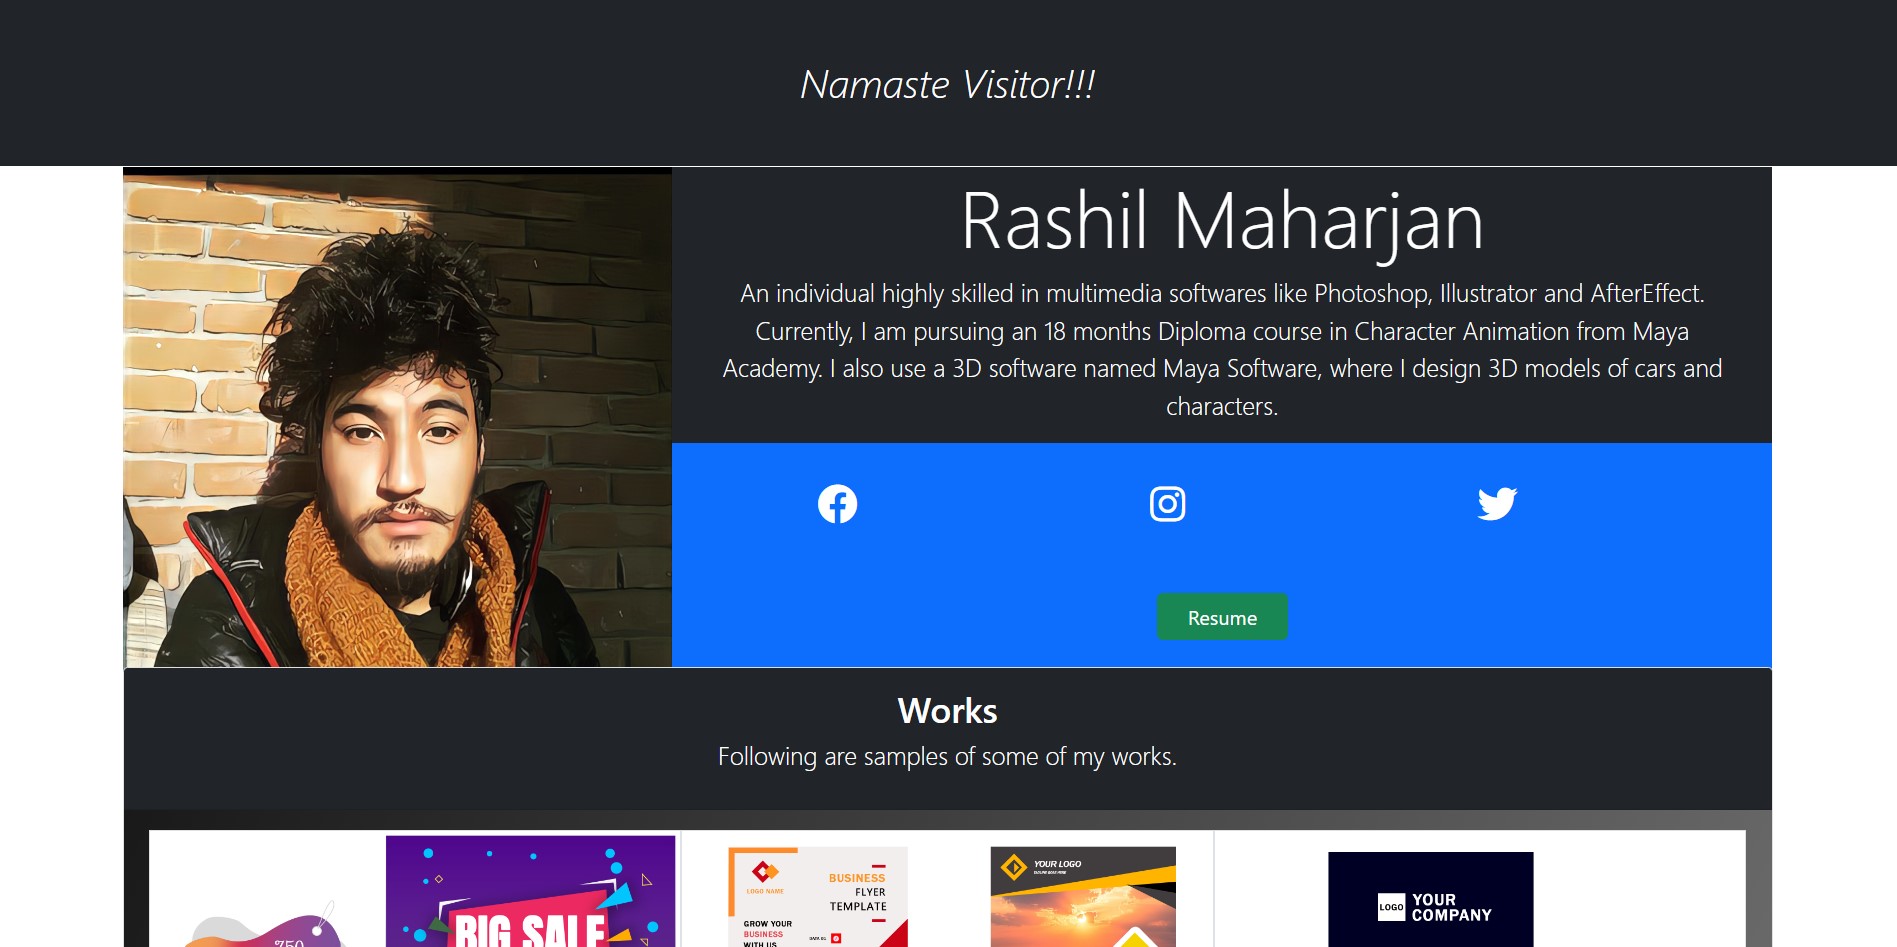 Namaste Visitor!!!
Rashil Maharjan
An individual highly skilled in multimedia softwares like Photoshop, Illustrator and AfterEffect.
Currently, I am pursuing an 18 months Diploma course in Character Animation from Maya
Academy. I also use a 3D software named Maya Software, where I design 3D models of cars and
characters.
Resume
Works
Following are samples of some of my works.
750
BIG SALE
LOGO NAME
BUSINESS
FLYER
TEMPLATE
GROW YOUR
BUSINESS
WITH US
YOUR LOGO
LOGO
YOUR
COMPANY